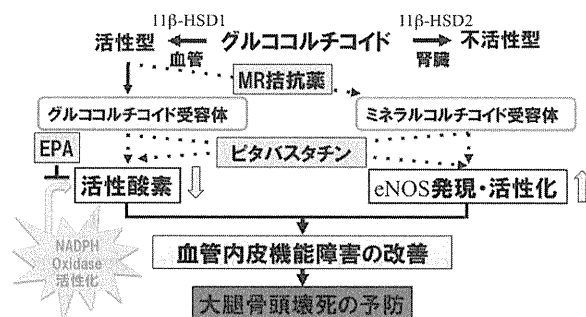 11β-HSD1
11β-HSD2
活性型
グルココルチコイド
不活性型
血管
腎臓
MR拮抗薬
グルココルチコイド受容体
ミネラルコルチコイド受容体
EPA
ピタバスタチン
活性酸素
eNOS発現・活性化
NADPH
Oxidase
活性化
血管内皮機能障害の改善
大腿骨頭壊死の予防